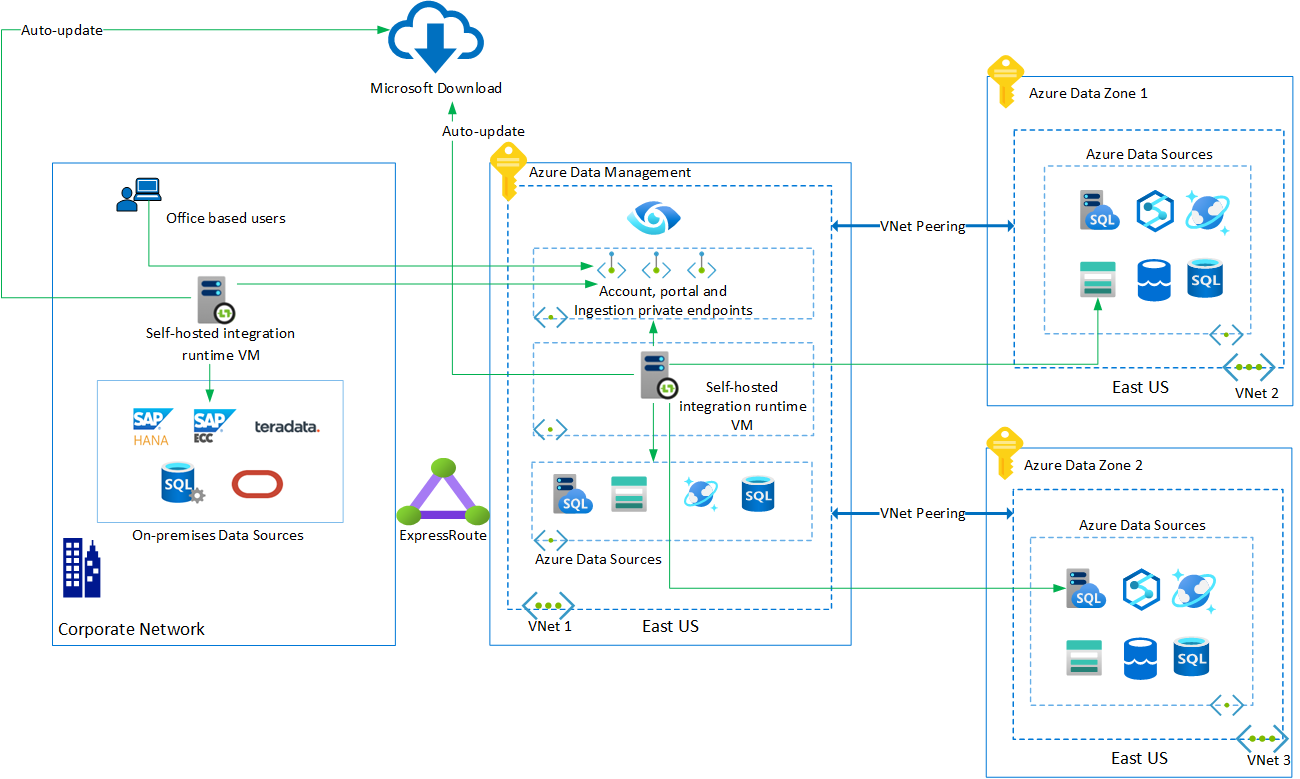 Auto-update
Microsoft Download
Auto-update
Azure Data Zone 1
Azure Data Sources
SQL
SQL
East US
VNet 2
Azure Data Management
VNet Peering
Office based users
Account, portal and
Ingestion private endpoints
Self-hosted integration
runtime VM
Self-hosted
integration runtime
VM
SAP
HANA
SAP
ECC
teradata.
SQL
On-premises Data Sources
Corporate Network
ExpressRoute
SQL
SQL
Azure Data Sources
VNet 1
East US
VNet Peering
Azure Data Zone 2
Azure Data Sources
SQL
SQL
East US
VNet 3